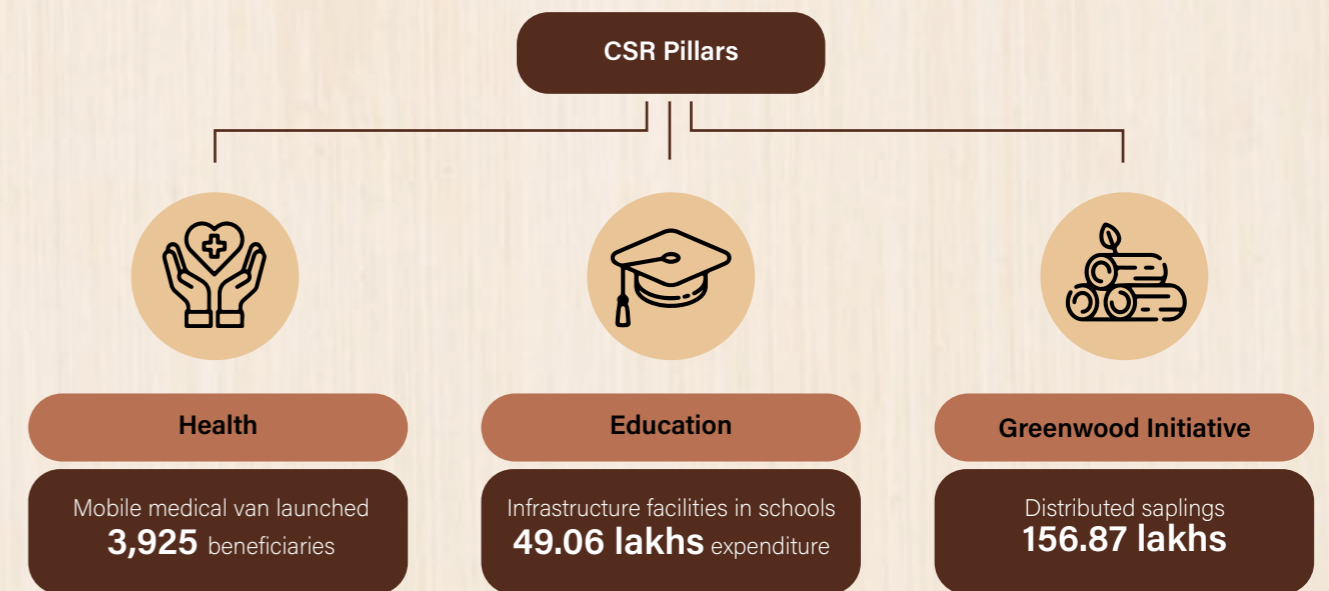 CSR Pillars
Health
Mobile medical van launched
3,925 beneficiaries
Education
Infrastructure facilities in schools
49.06 lakhs expenditure
Greenwood Initiative
Distributed saplings
156.87 lakhs